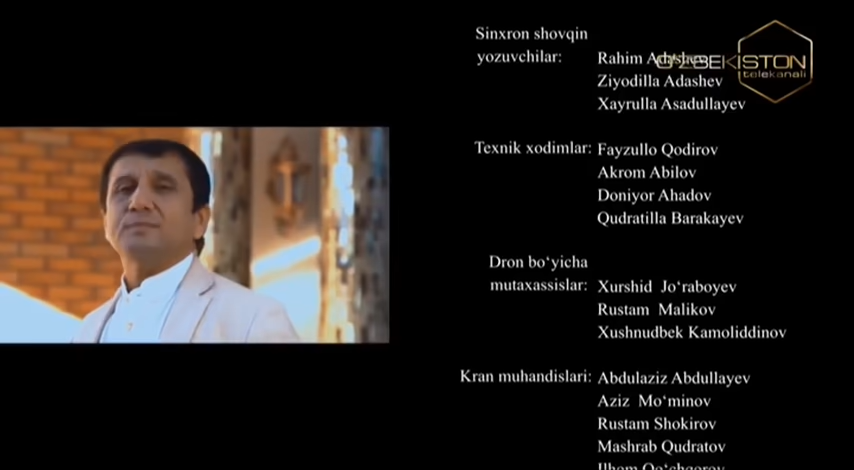 Sinxron shovqin
yozuvchilar:
Rahim Adashev
Ziyodilla Adashev
Xayrulla Asadullayev
O'ZBEKISTON
telekanali
Texnik xodimlar: Fayzullo Qodirov
Akrom Abilov
Doniyor Ahadov
Qudratilla Barakayev
Dron bo‘yicha
mutaxassislar: Xurshid Jo‘raboyev
Rustam Malikov
Xushnudbek Kamoliddinov
Kran muhandislari: Abdulaziz Abdullayev
Aziz Mo‘minov
Rustam Shokirov
Mashrab Qudratov
Ilhom